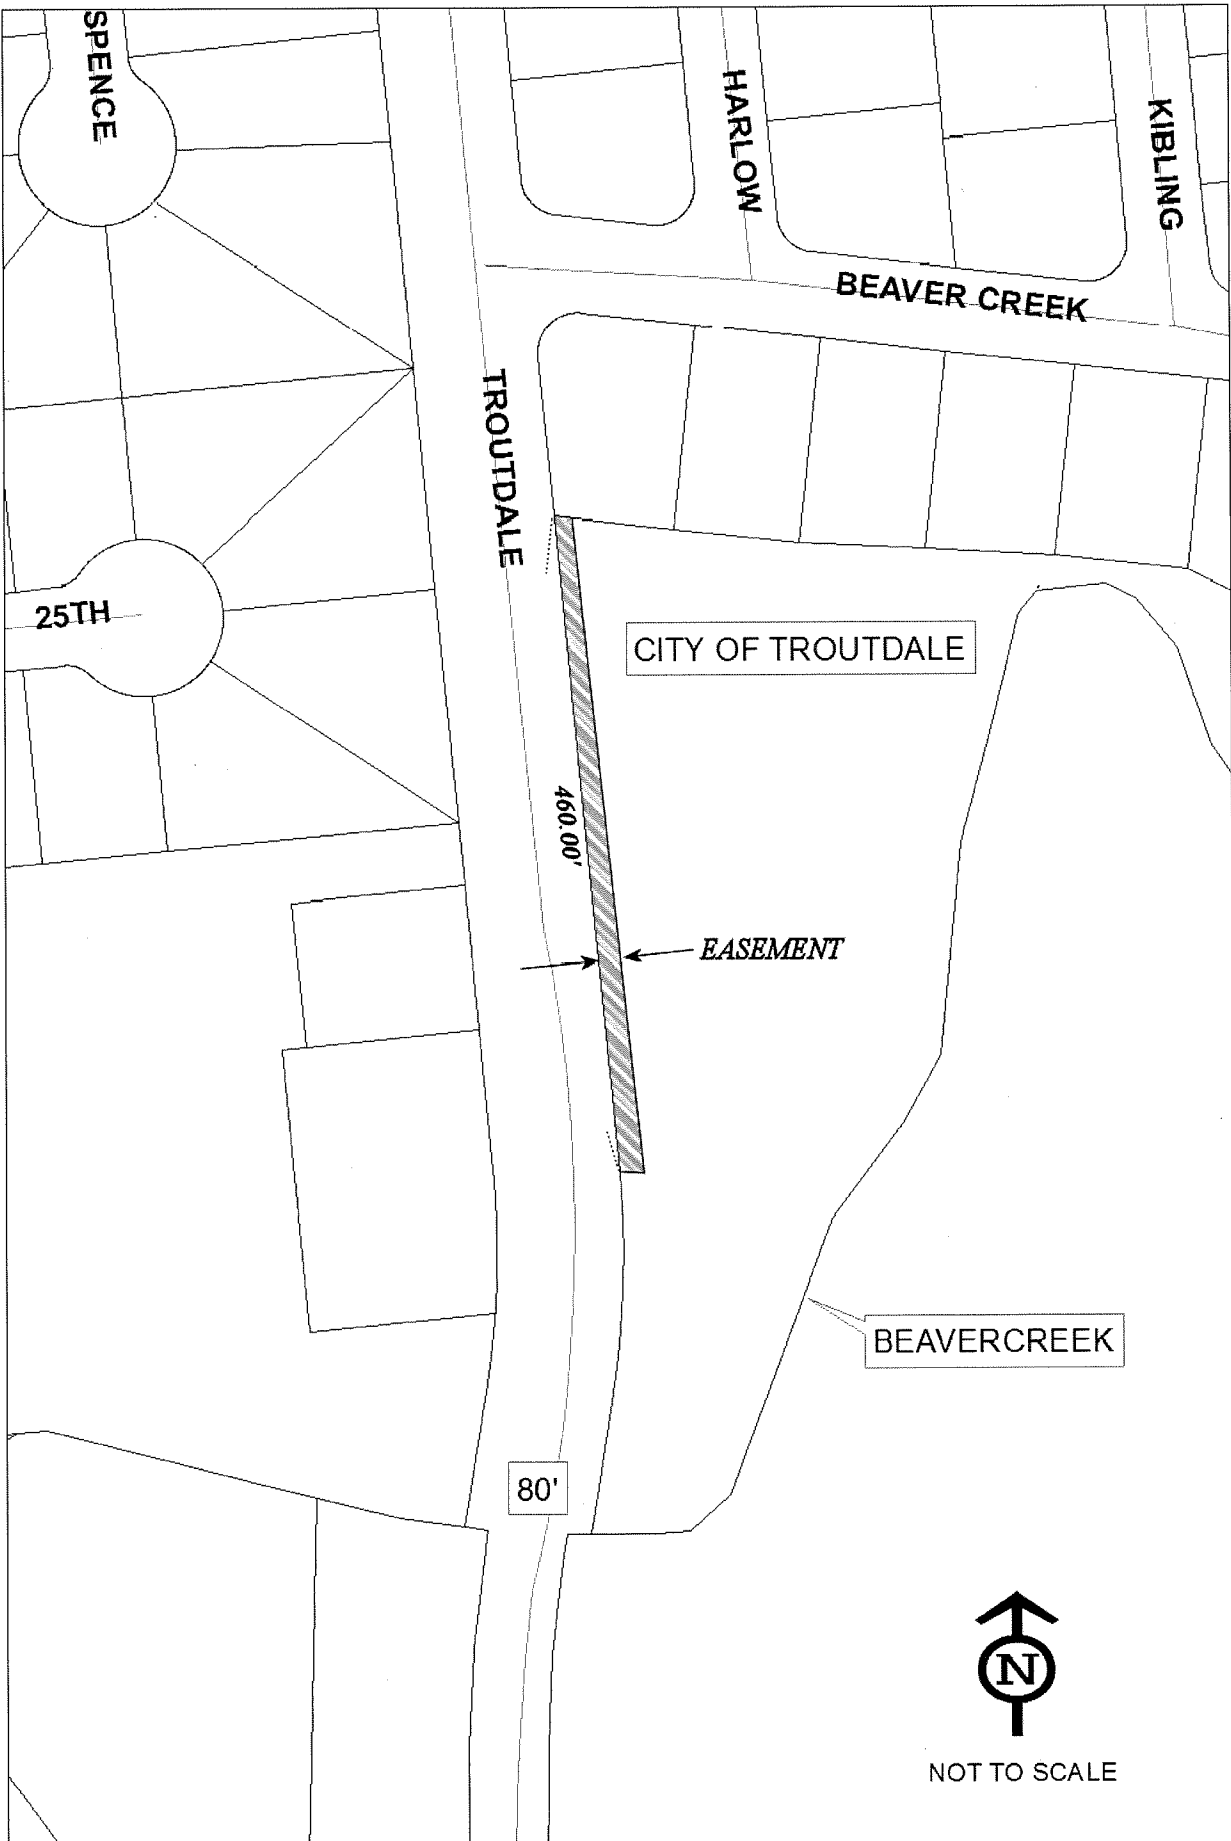 SPENCE
HARLOW
KIBLING
BEAVER CREEK
TROUTDALE
25TH
CITY OF TROUTDALE
460.00'
EASEMENT
BEAVERCREEK
80'
N
NOT TO SCALE